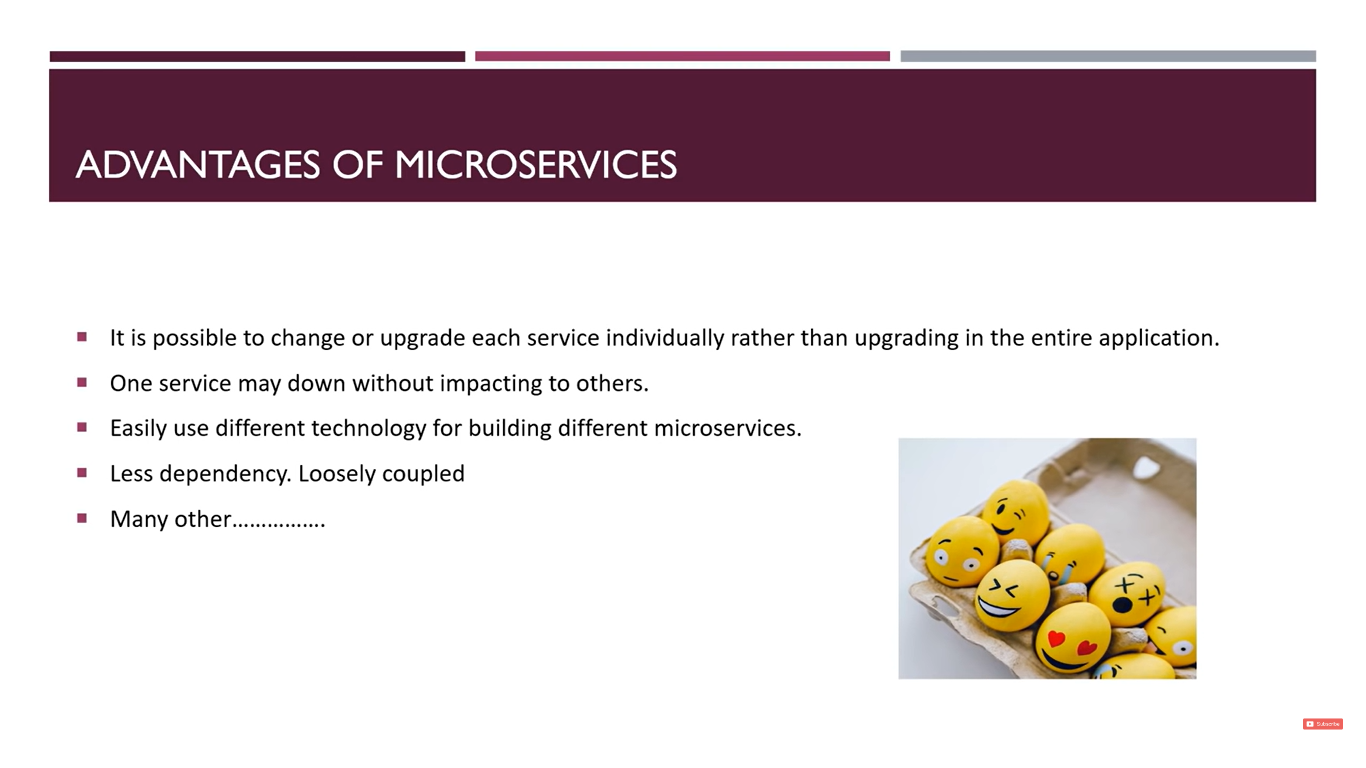 ADVANTAGES OF MICROSERVICES
It is possible to change or upgrade each service individually rather than upgrading in the entire application.
One service may down without impacting to others.
Easily use different technology for building different microservices.
Less dependency. Loosely coupled
Many other…………….
Subscribe